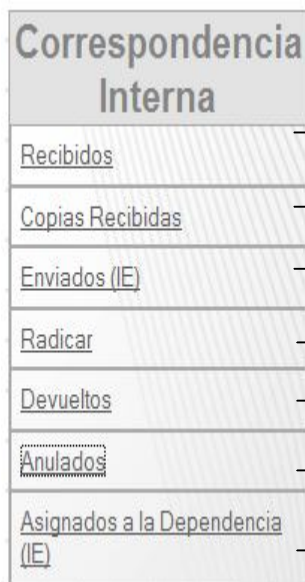 Correspondencia
Interna
Recibidos
Copias Recibidas
Enviados (IE)
Radicar
Devueltos
Anulados
Asignados a la Dependencia
(IE)